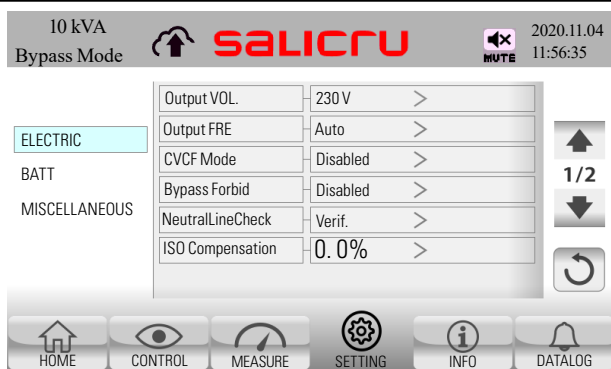 10 kVA
Bypass Mode
salicru
MUTE
2020.11.04
11:56:35
ELECTRIC
BATT
MISCELLANEOUS
Output VOL. 230 V >
Output FRE Auto >
CVCF Mode Disabled >
Bypass Forbid Disabled >
NeutralLineCheck Verif. >
ISO Compensation 0.0% >
1/2
HOME CONTROL MEASURE SETTING INFO DATALOG